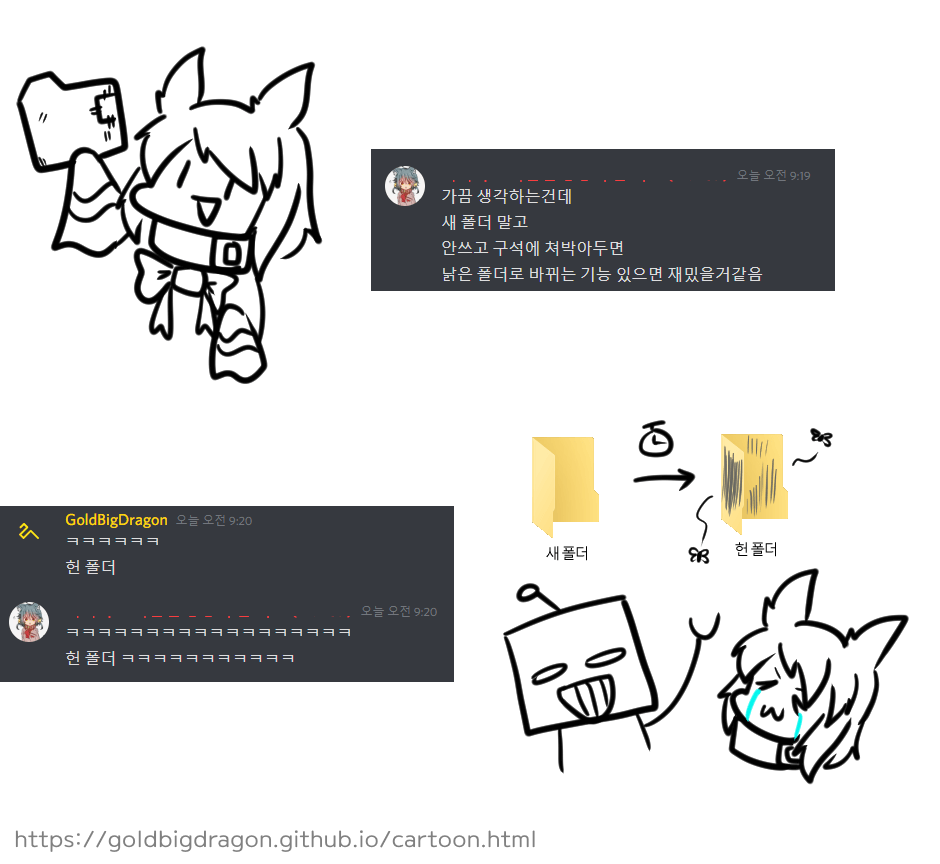 오늘 오전 9:19
가끔 생각하는건데
새 폴더 말고
안쓰고 구석에 쳐박아두면
낡은 폴더로 바뀌는 기능 있으면 재밌을거같음
새 폴더
헌 폴더
GoldBigDragon 오늘 오전 9:20
ㅋㅋㅋㅋㅋㅋ
헌 폴더
오늘 오전 9:20
ㅋㅋㅋㅋㅋㅋㅋㅋㅋㅋㅋㅋㅋㅋㅋㅋㅋㅋ
헌 폴더 ㅋㅋㅋㅋㅋㅋㅋㅋㅋㅋㅋ
https://goldbigdragon.github.io/cartoon.html